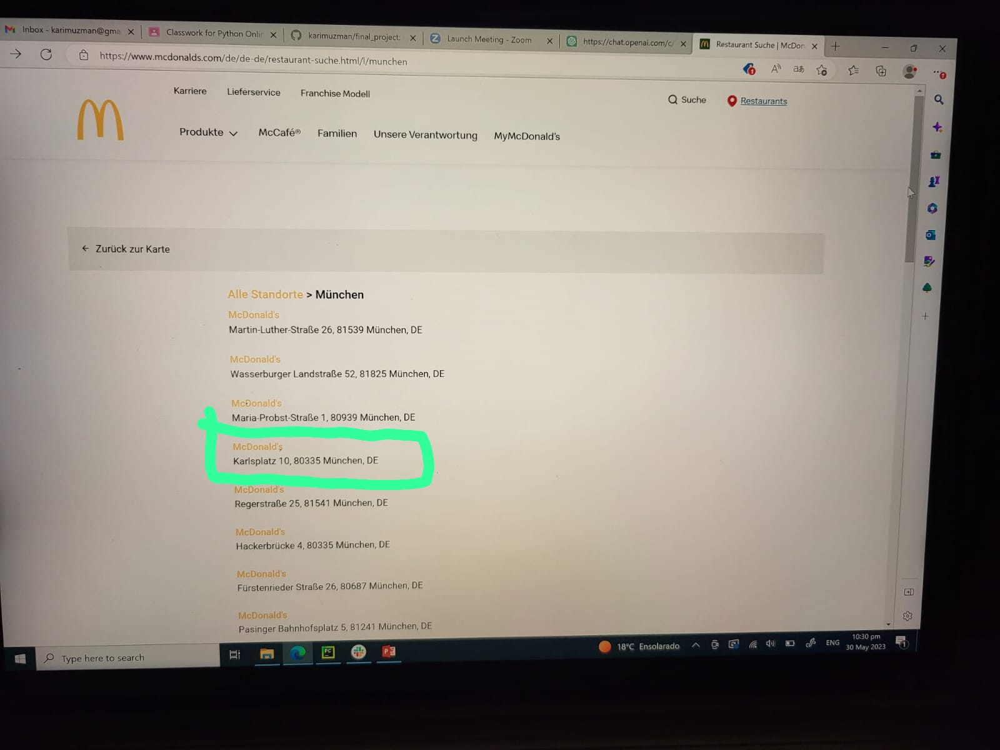 Inbox - karimuzman@gma
Classwork for Python Onlin
karimuzman/final_project:
Launch Meeting - Zoom
https://chat.openai.com/c/
Restaurant Suche | McDon
https://www.mcdonalds.com/de/de-de/restaurant-suche.html/l/munchen
Karriere
Lieferservice
Franchise Modell
Suche
Restaurants
Produkte
McCafé®
Familien
Unsere Verantwortung
MyMcDonald's
← Zurück zur Karte
Alle Standorte > München
McDonald's
Martin-Luther-Straße 26, 81539 München, DE
McDonald's
Wasserburger Landstraße 52, 81825 München, DE
McDonald's
Maria-Probst-Straße 1, 80939 München, DE
McDonald's
Karlsplatz 10, 80335 München, DE
McDonald's
Regerstraße 25, 81541 München, DE
McDonald's
Hackerbrücke 4, 80335 München, DE
McDonald's
Fürstenrieder Straße 26, 80687 München, DE
McDonald's
Pasinger Bahnhofsplatz 5, 81241 München, DE
Type here to search
18°C Ensolarado
ENG
10:30 pm
30 May 2023